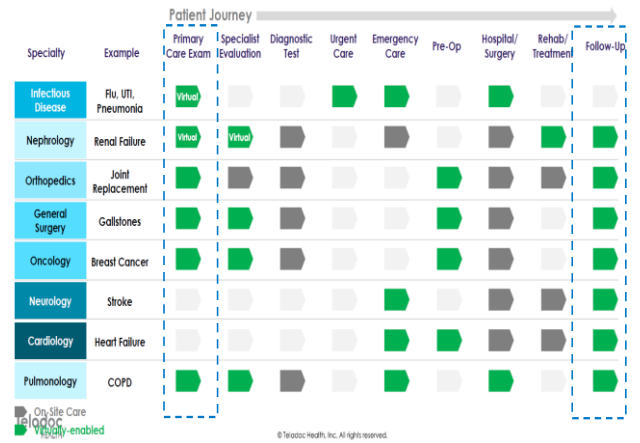 Patient Journey
Specialty
Example
Primary
Care Exam
Specialist
Evaluation
Diagnostic
Test
Urgent
Care
Emergency
Care
Pre-Op
Hospital/
Surgery
Rehab/
Treatment
Follow-Up
Infectious
Disease
Flu, UTI,
Pneumonia
Virtual
Nephrology
Renal Failure
Virtual
Virtual
Orthopedics
Joint
Replacement
General
Surgery
Gallstones
Oncology
Breast Cancer
Neurology
Stroke
Cardiology
Heart Failure
Pulmonology
COPD
On-Site Care
Teladoc
Virtually-enabled
© Teladoc Health, Inc. All rights reserved.